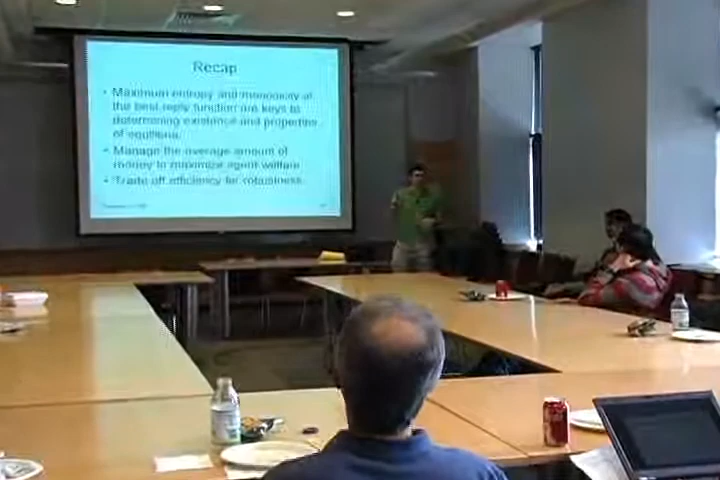 Recap
• Maximum entropy and monotonicity of
the best-reply function are keys to
determining existence and properties
of equilibria.
• Manage the average amount of
money to maximize agent welfare.
• Trade off efficiency for robustness.